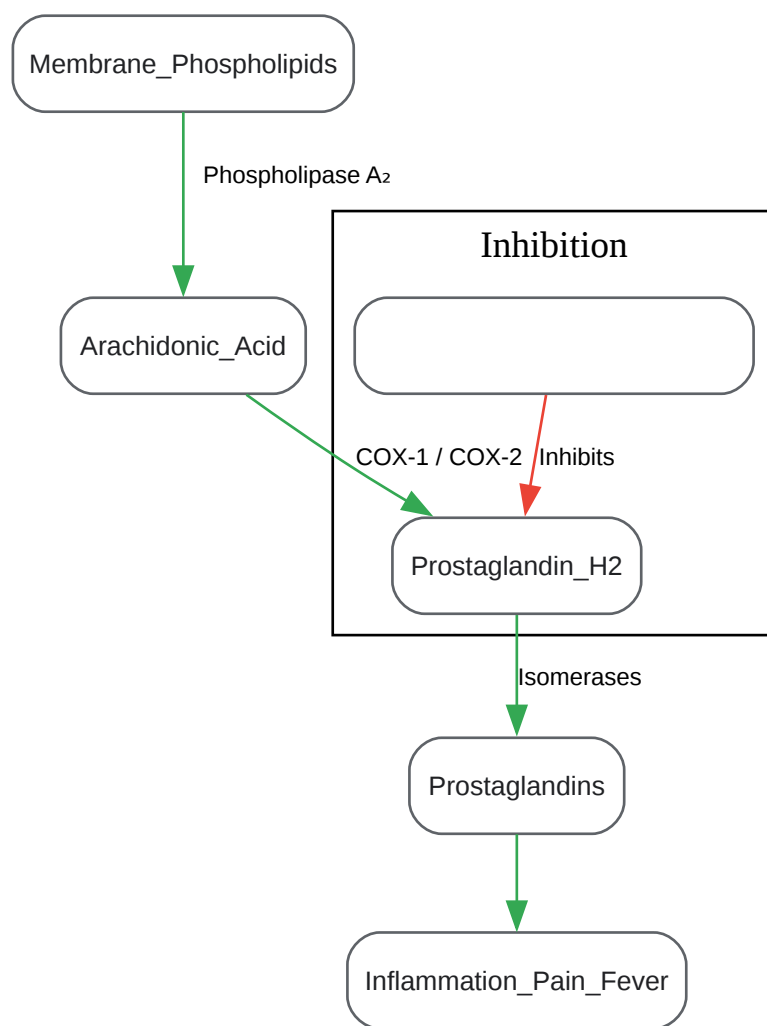 Membrane_Phospholipids
Phospholipase A₂
Inhibition
Arachidonic_Acid
COX-1 / COX-2
Inhibits
Prostaglandin_H2
Isomerases
Prostaglandins
Inflammation_Pain_Fever